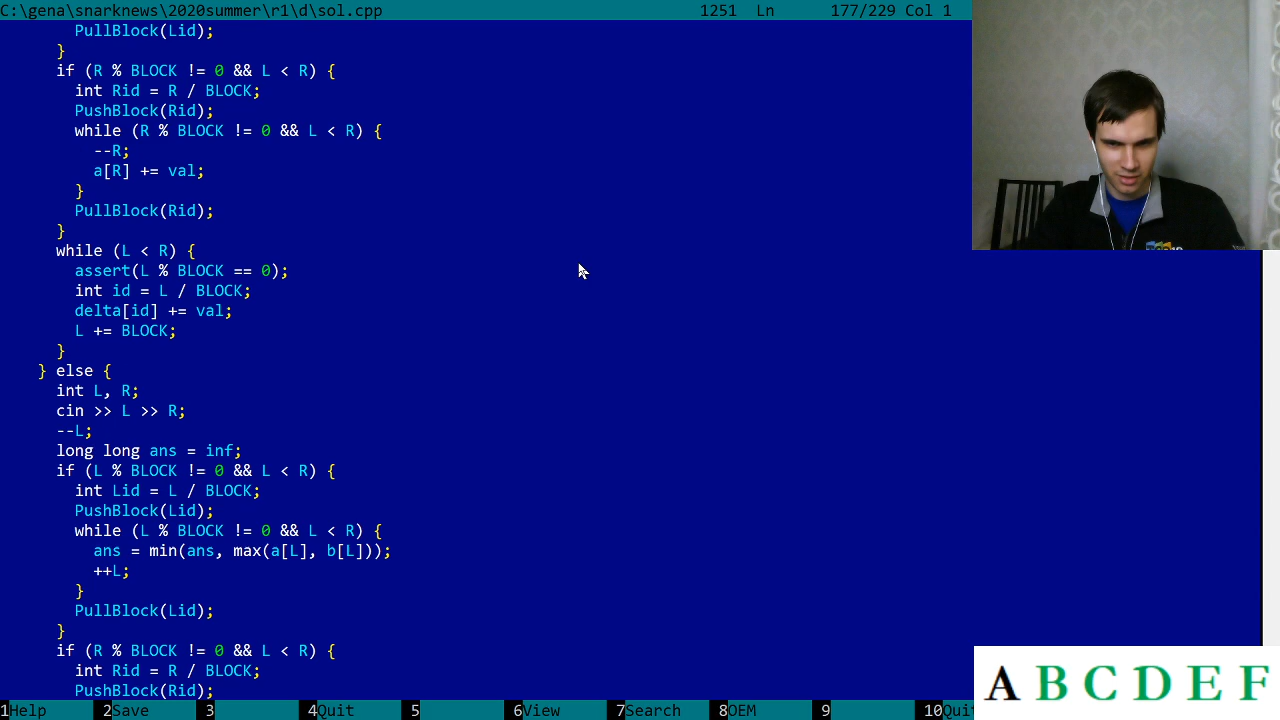 C:\gena\snarknews\2020summer\r1\d\sol.cpp 1251 Ln 177/229 Col 1
PullBlock(Lid);
}
if (R % BLOCK != 0 && L < R) {
int Rid = R / BLOCK;
PushBlock(Rid);
while (R % BLOCK != 0 && L < R) {
--R;
a[R] += val;
}
PullBlock(Rid);
}
while (L < R) {
assert(L % BLOCK == 0);
int id = L / BLOCK;
delta[id] += val;
L += BLOCK;
}
} else {
int L, R;
cin >> L >> R;
--L;
long long ans = inf;
if (L % BLOCK != 0 && L < R) {
int Lid = L / BLOCK;
PushBlock(Lid);
while (L % BLOCK != 0 && L < R) {
ans = min(ans, max(a[L], b[L]));
++L;
}
PullBlock(Lid);
}
if (R % BLOCK != 0 && L < R) {
int Rid = R / BLOCK;
PushBlock(Rid);
1Help 2Save 3 4Quit 5 6View 7Search 8OEM 9 10Qui
A B C D E F